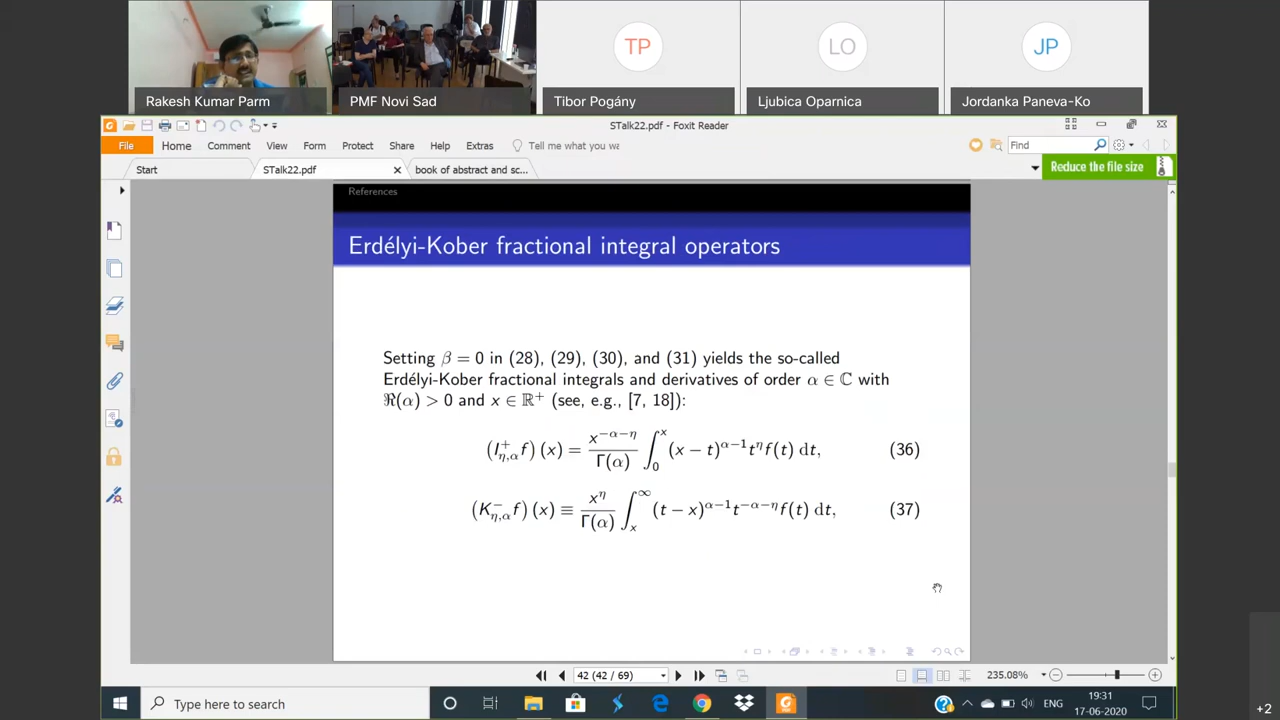 TP
LO
JP
Rakesh Kumar Parm
PMF Novi Sad
Tibor Pogány
Ljubica Oparnica
Jordanka Paneva-Ko
STalk22.pdf - Foxit Reader
File Home Comment View Form Protect Share Help Extras Tell me what you wa Find
Start STalk22.pdf book of abstract and sc... Reduce the file size
References
Erdélyi-Kober fractional integral operators
Setting β = 0 in (28), (29), (30), and (31) yields the so-called
Erdélyi-Kober fractional integrals and derivatives of order α ∈ ℂ with
ℜ(α) > 0 and x ∈ ℝ⁺ (see, e.g., [7, 18]):
(I⁺_{η,α} f)(x) = x^{−α−η}/Γ(α) ∫₀ˣ (x − t)^{α−1} t^η f(t) dt, (36)
(K⁻_{η,α} f)(x) ≡ x^η/Γ(α) ∫ₓ^∞ (t − x)^{α−1} t^{−α−η} f(t) dt, (37)
42 (42 / 69) 235.08%
Type here to search
ENG
19:31
17-06-2020
+2